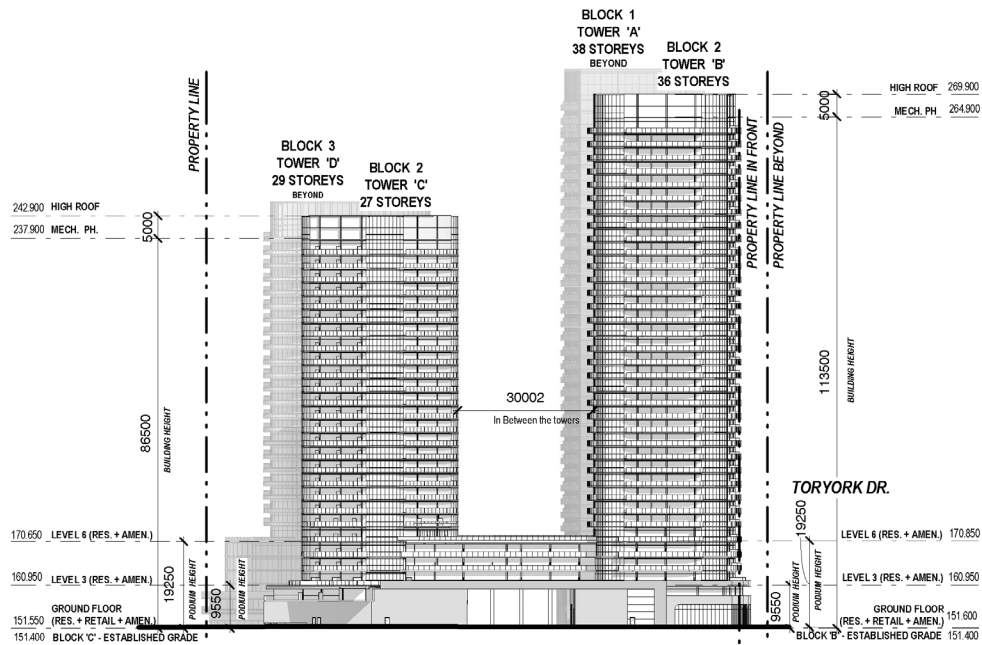 BLOCK 1
TOWER 'A'
38 STOREYS
BEYOND
BLOCK 2
TOWER 'B'
36 STOREYS
HIGH ROOF 269.900
5000
MECH. PH 264.900
PROPERTY LINE
PROPERTY LINE IN FRONT
PROPERTY LINE BEYOND
BLOCK 3
TOWER 'D'
29 STOREYS
BEYOND
BLOCK 2
TOWER 'C'
27 STOREYS
242.900 HIGH ROOF
5000
237.900 MECH. PH.
86500
BUILDING HEIGHT
113500
BUILDING HEIGHT
30002
In Between the towers
TORYORK DR.
170.650 LEVEL 6 (RES. + AMEN.)
19250
LEVEL 6 (RES. + AMEN.) 170.850
160.950 LEVEL 3 (RES. + AMEN.)
LEVEL 3 (RES. + AMEN.) 160.950
19250
PODIUM HEIGHT
9550
PODIUM HEIGHT
9550
PODIUM HEIGHT
PODIUM HEIGHT
GROUND FLOOR
151.550 (RES. + RETAIL + AMEN.)
GROUND FLOOR
(RES. + RETAIL + AMEN.) 151.600
151.400 BLOCK 'C' - ESTABLISHED GRADE
BLOCK 'B' - ESTABLISHED GRADE 151.400